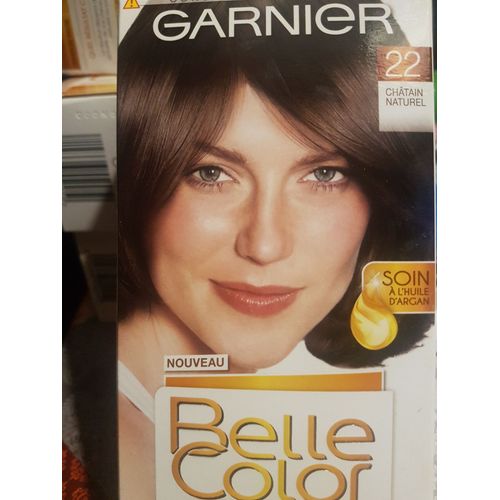 GARNIER
22
CHÂTAIN
NATUREL
SOIN
À L'HUILE
D'ARGAN
NOUVEAU
Belle
Color